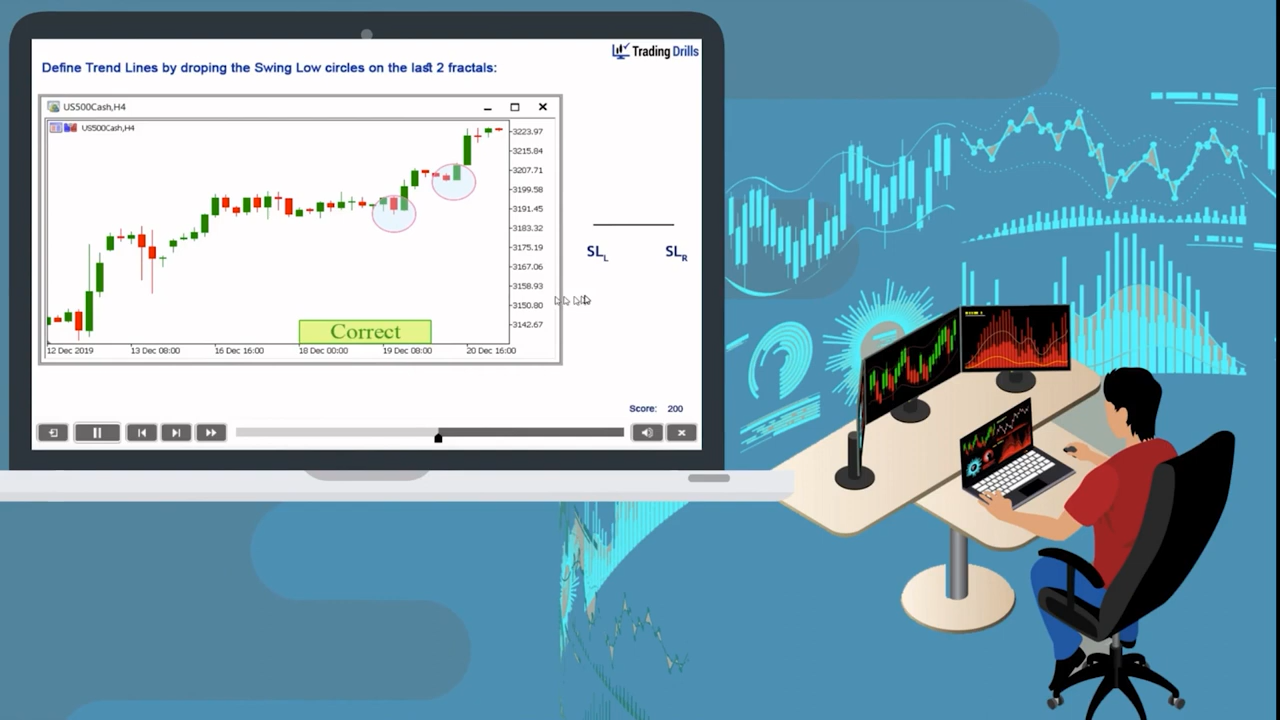 Trading Drills
Define Trend Lines by droping the Swing Low circles on the last 2 fractals:
US500Cash,H4
US500Cash,H4
3223.97
3215.84
3207.71
3199.58
3191.45
3183.32
3175.19
3167.06
3158.93
3150.80
3142.67
SLL SLR
Correct
12 Dec 2019 13 Dec 08:00 16 Dec 16:00 18 Dec 00:00 19 Dec 08:00 20 Dec 16:00
Score: 200